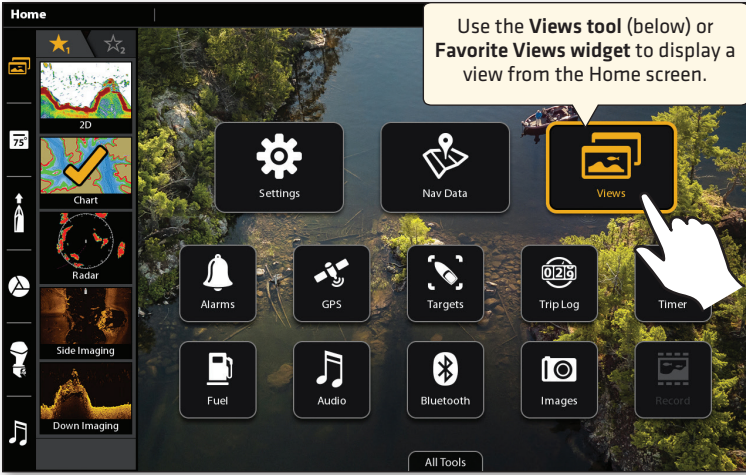 Home
Use the Views tool (below) or
Favorite Views widget to display a
view from the Home screen.
1
2
2D
75°
Chart
Radar
Side Imaging
Down Imaging
Settings
Nav Data
Views
Alarms
GPS
Targets
029
Trip Log
Timer
Fuel
Audio
Bluetooth
Images
Record
All Tools